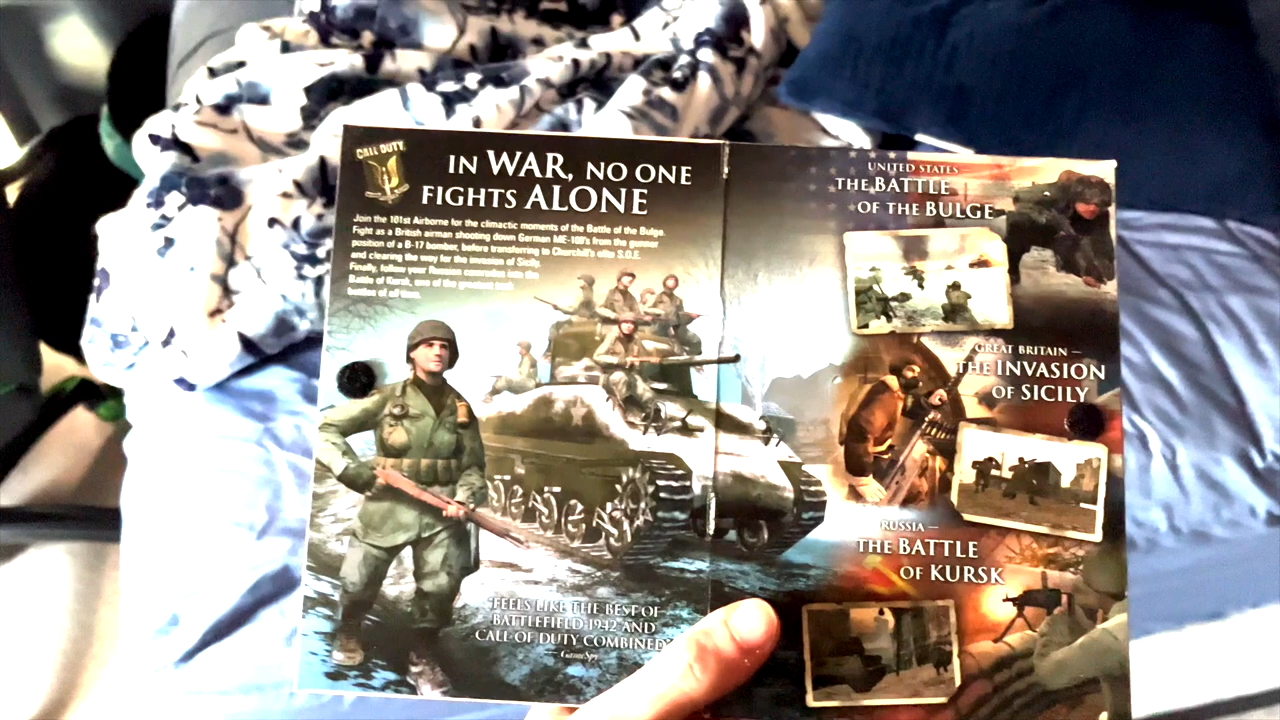 CALL DUTY
IN WAR, NO ONE
FIGHTS ALONE
Join the 101st Airborne for the climactic moments of the Battle of the Bulge.
Fight as a British airman shooting down German ME-109's from the gunner
position of a B-17 bomber, before transferring to Churchill's elite S.O.E.
and clearing the way for the invasion of Sicily.
Finally, follow your Russian comrades into the
Battle of Kursk, one of the greatest tank
battles of all time.
"FEELS LIKE THE BEST OF
BATTLEFIELD 1942 AND
CALL OF DUTY COMBINED"
— GameSpy
UNITED STATES –
THE BATTLE
OF THE BULGE
GREAT BRITAIN –
THE INVASION
OF SICILY
RUSSIA –
THE BATTLE
OF KURSK